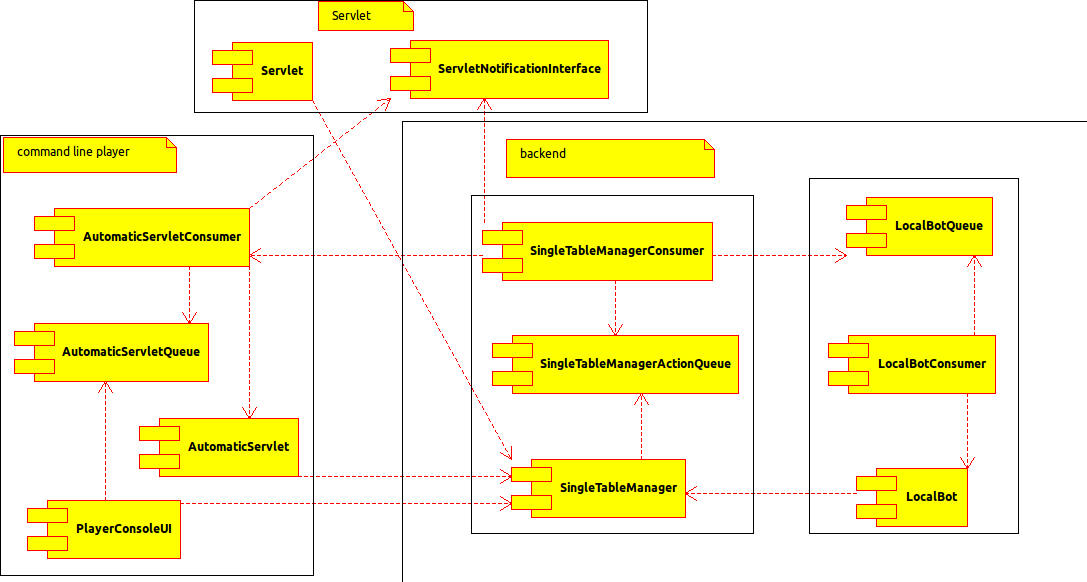 Servlet
Servlet
ServletNotificationInterface
command line player
backend
AutomaticServletConsumer
SingleTableManagerConsumer
LocalBotQueue
AutomaticServletQueue
SingleTableManagerActionQueue
LocalBotConsumer
AutomaticServlet
SingleTableManager
LocalBot
PlayerConsoleUI